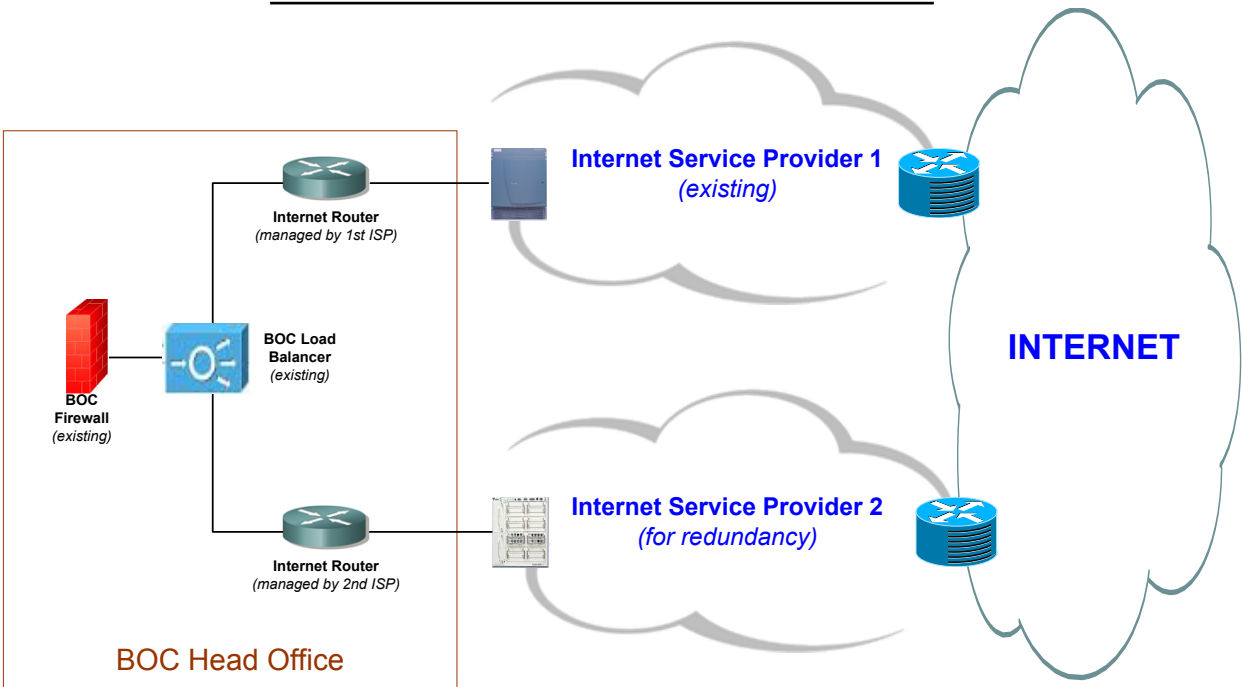 Internet Service Provider 1
(existing)
Internet Router
(managed by 1st ISP)
INTERNET
BOC Load
Balancer
(existing)
BOC
Firewall
(existing)
Internet Service Provider 2
(for redundancy)
Internet Router
(managed by 2nd ISP)
BOC Head Office